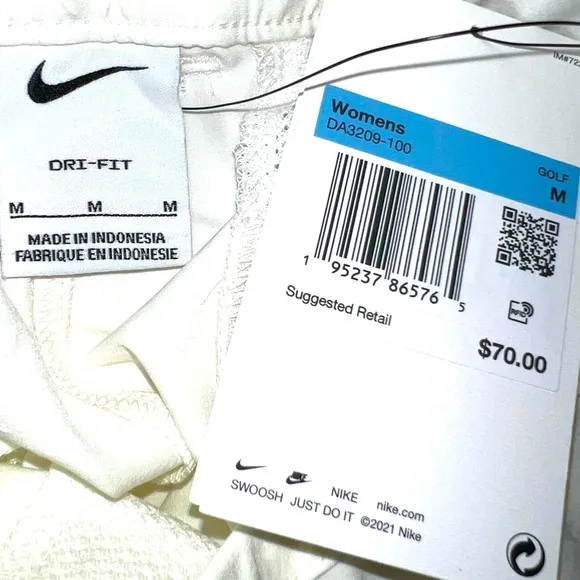 DRI-FIT
M M M
MADE IN INDONESIA
FABRIQUE EN INDONESIE
Womens
DA3209-100
GOLF
M
1 95237 86576 5
RFID
Suggested Retail
$70.00
NIKE nike.com
SWOOSH JUST DO IT ©2021 Nike